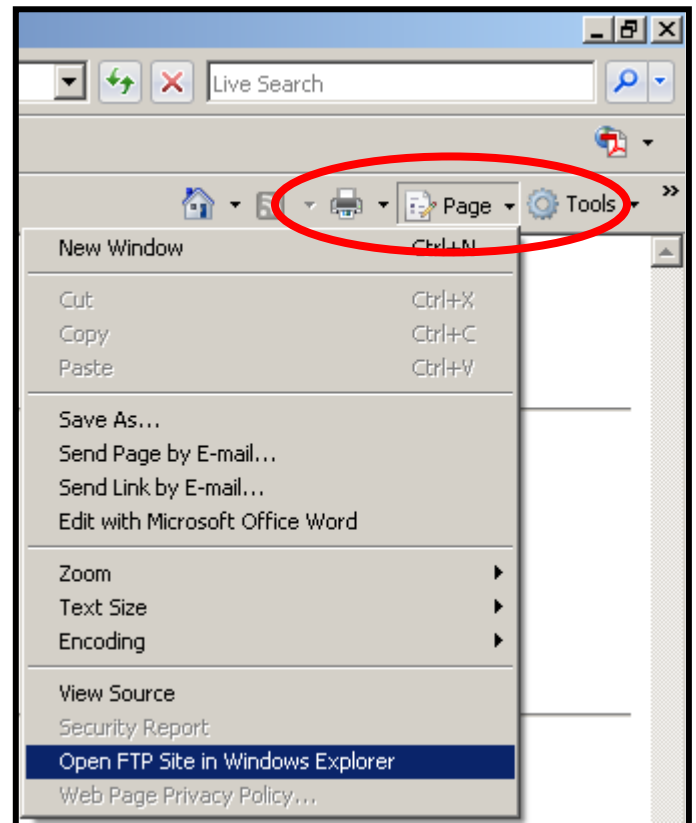 Live Search
Page Tools »
New Window Ctrl+N
Cut Ctrl+X
Copy Ctrl+C
Paste Ctrl+V
Save As...
Send Page by E-mail...
Send Link by E-mail...
Edit with Microsoft Office Word
Zoom
Text Size
Encoding
View Source
Security Report
Open FTP Site in Windows Explorer
Web Page Privacy Policy...